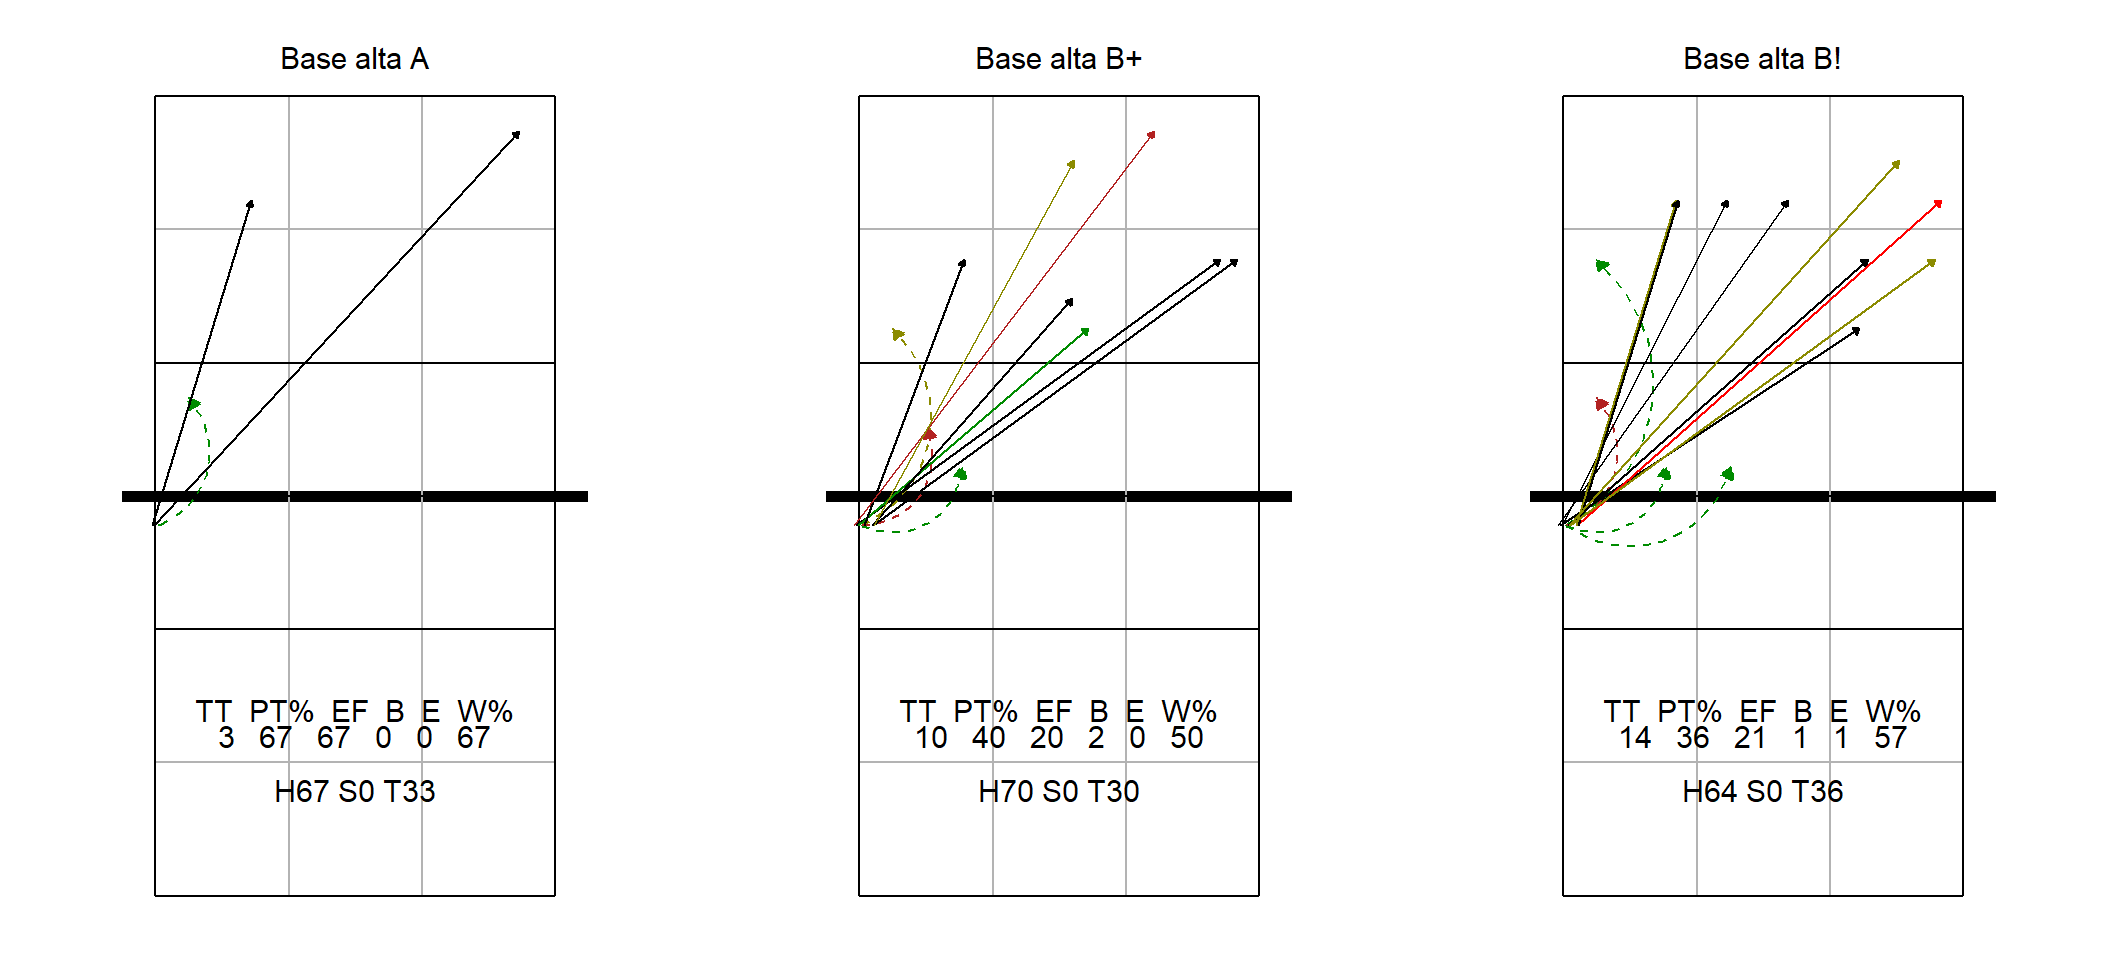 Base alta A
TT PT% EF B E W%
3 67 67 0 0 67
H67 S0 T33
Base alta B+
TT PT% EF B E W%
10 40 20 2 0 50
H70 S0 T30
Base alta B!
TT PT% EF B E W%
14 36 21 1 1 57
H64 S0 T36